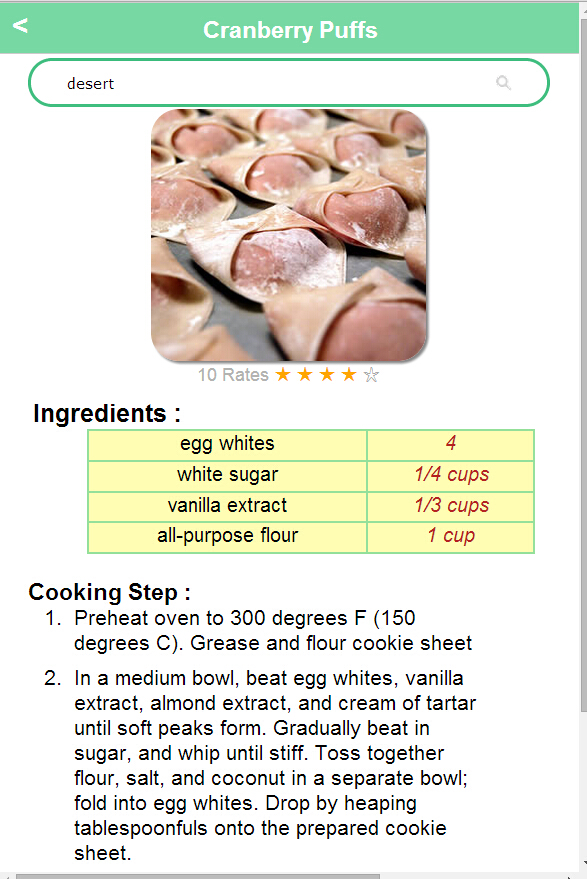 < Cranberry Puffs
desert
10 Rates ★ ★ ★ ★ ☆
Ingredients :
egg whites 4
white sugar 1/4 cups
vanilla extract 1/3 cups
all-purpose flour 1 cup
Cooking Step :
1. Preheat oven to 300 degrees F (150
degrees C). Grease and flour cookie sheet
2. In a medium bowl, beat egg whites, vanilla
extract, almond extract, and cream of tartar
until soft peaks form. Gradually beat in
sugar, and whip until stiff. Toss together
flour, salt, and coconut in a separate bowl;
fold into egg whites. Drop by heaping
tablespoonfuls onto the prepared cookie
sheet.